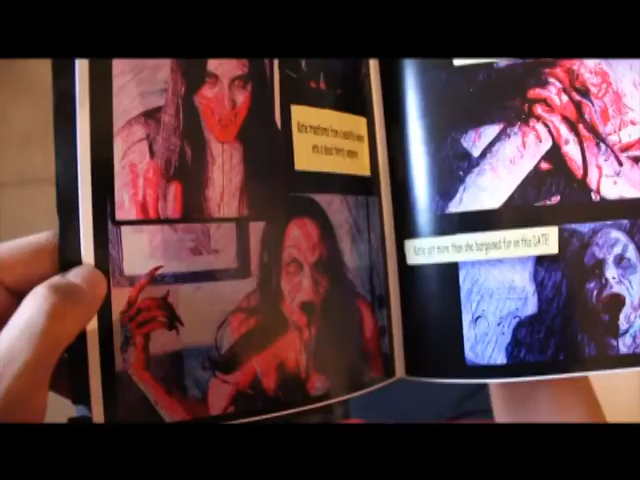 Katie transforms from a beautiful woman
into a blood thirsty vampire
Katie got more than she bargained for on this DATE!